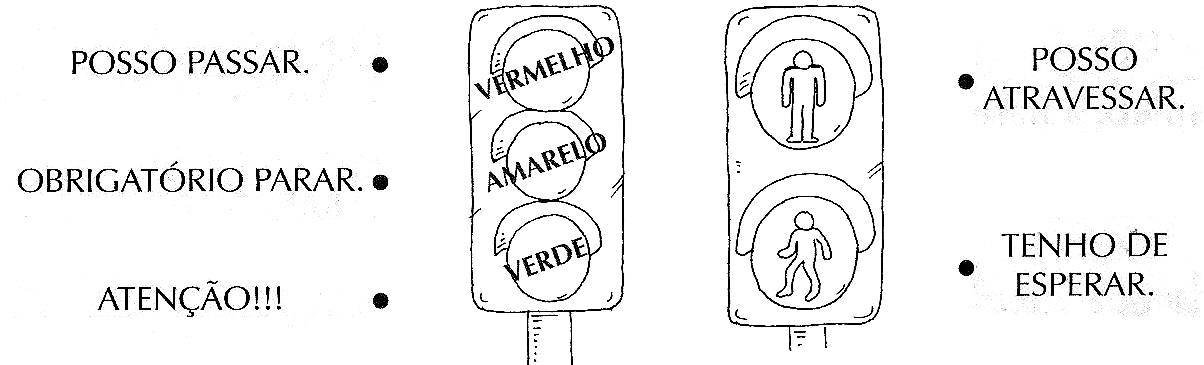 POSSO PASSAR.
OBRIGATÓRIO PARAR.
ATENÇÃO!!!
VERMELHO
AMARELO
VERDE
POSSO
ATRAVESSAR.
TENHO DE
ESPERAR.